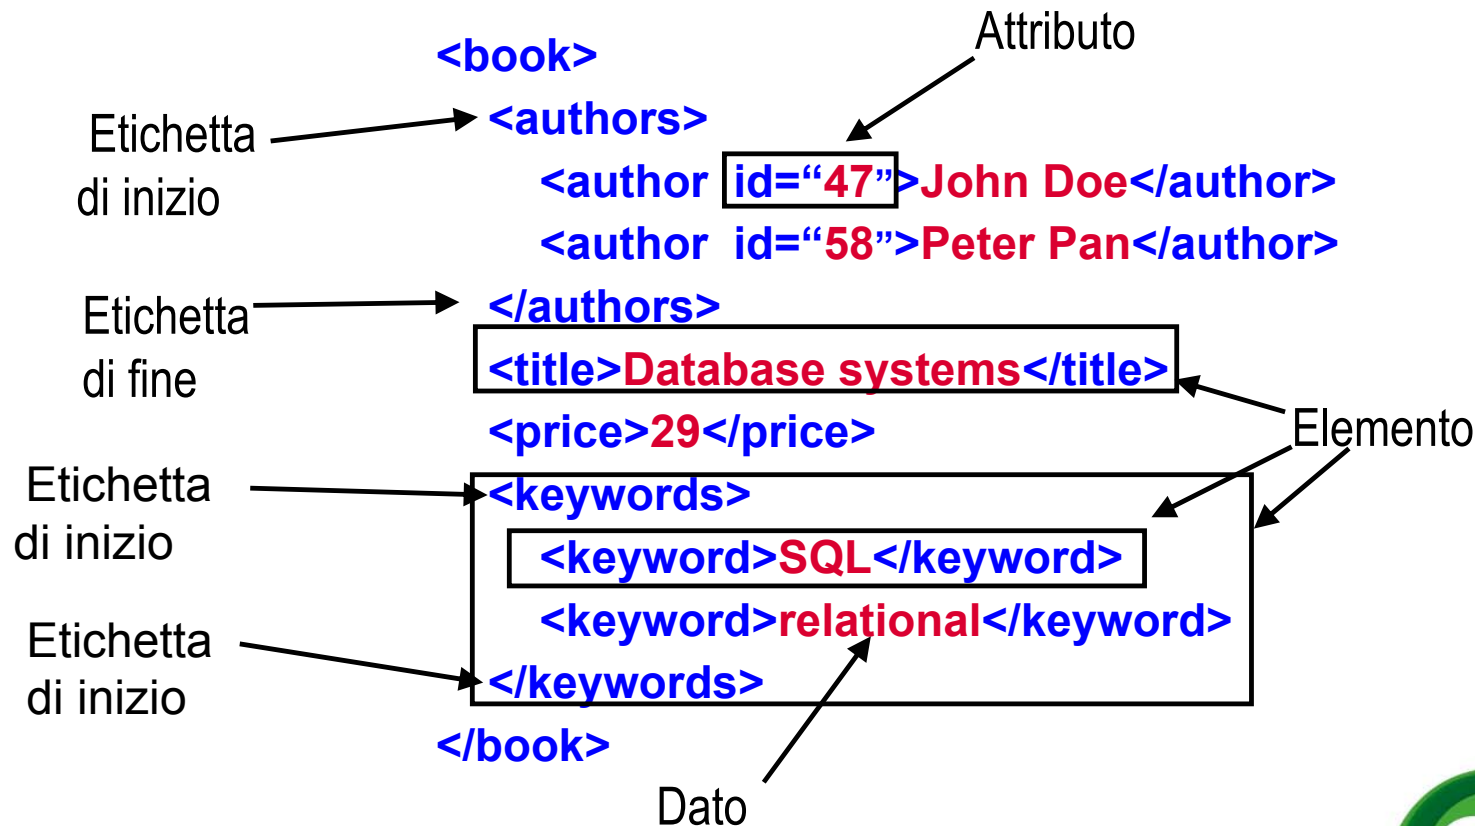 Attributo
<book>
Etichetta
di inizio
<authors>
<author id=“47”>John Doe</author>
<author id=“58”>Peter Pan</author>
Etichetta
di fine
</authors>
<title>Database systems</title>
<price>29</price>
Elemento
Etichetta
di inizio
<keywords>
<keyword>SQL</keyword>
<keyword>relational</keyword>
Etichetta
di inizio
</keywords>
</book>
Dato